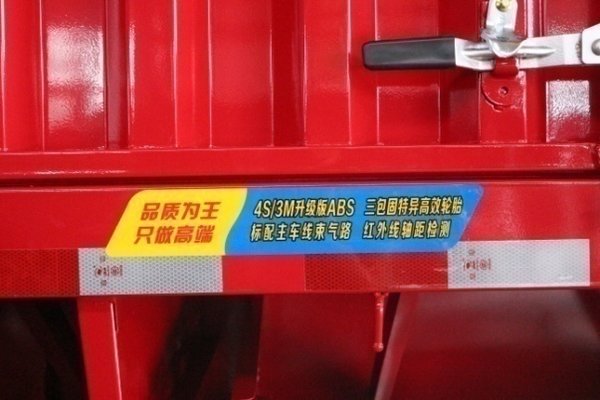 品质为王
只做高端
4S/3M升级版ABS 三包固特异高效轮胎
标配主车线束气路 红外线轴距检测